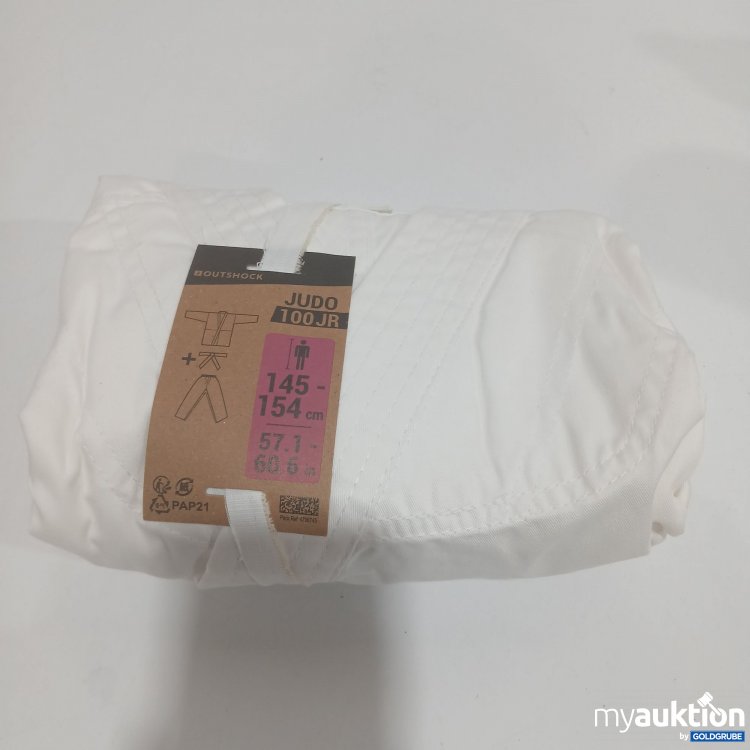 OUTSHOCK
JUDO
100 JR
+
145 -
154 cm
57.1 -
60.6 in
PAP21
myauktion
by GOLDGRUBE